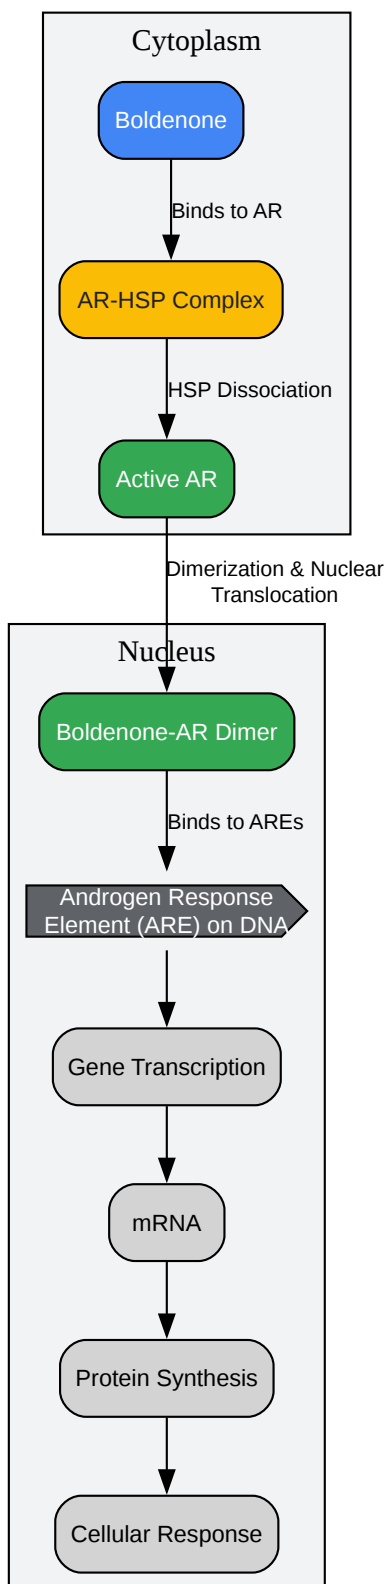 Cytoplasm
Boldenone
Binds to AR
AR-HSP Complex
HSP Dissociation
Active AR
Dimerization & Nuclear
Translocation
Nucleus
Boldenone-AR Dimer
Binds to AREs
Androgen Response
Element (ARE) on DNA
Gene Transcription
mRNA
Protein Synthesis
Cellular Response